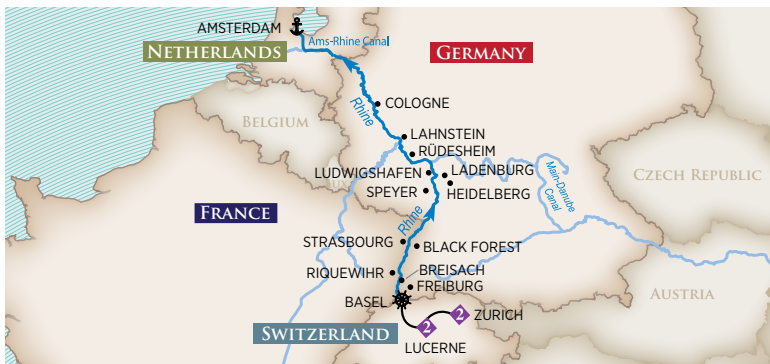 AMSTERDAM
Ams-Rhine Canal
NETHERLANDS
GERMANY
Rhine
COLOGNE
BELGIUM
LAHNSTEIN
RÜDESHEIM
LUDWIGSHAFEN
LADENBURG
CZECH REPUBLIC
SPEYER
HEIDELBERG
Main-Danube
Canal
FRANCE
Rhine
STRASBOURG
BLACK FOREST
RIQUEWIHR
BREISACH
FREIBURG
AUSTRIA
BASEL
2
2
ZURICH
SWITZERLAND
LUCERNE